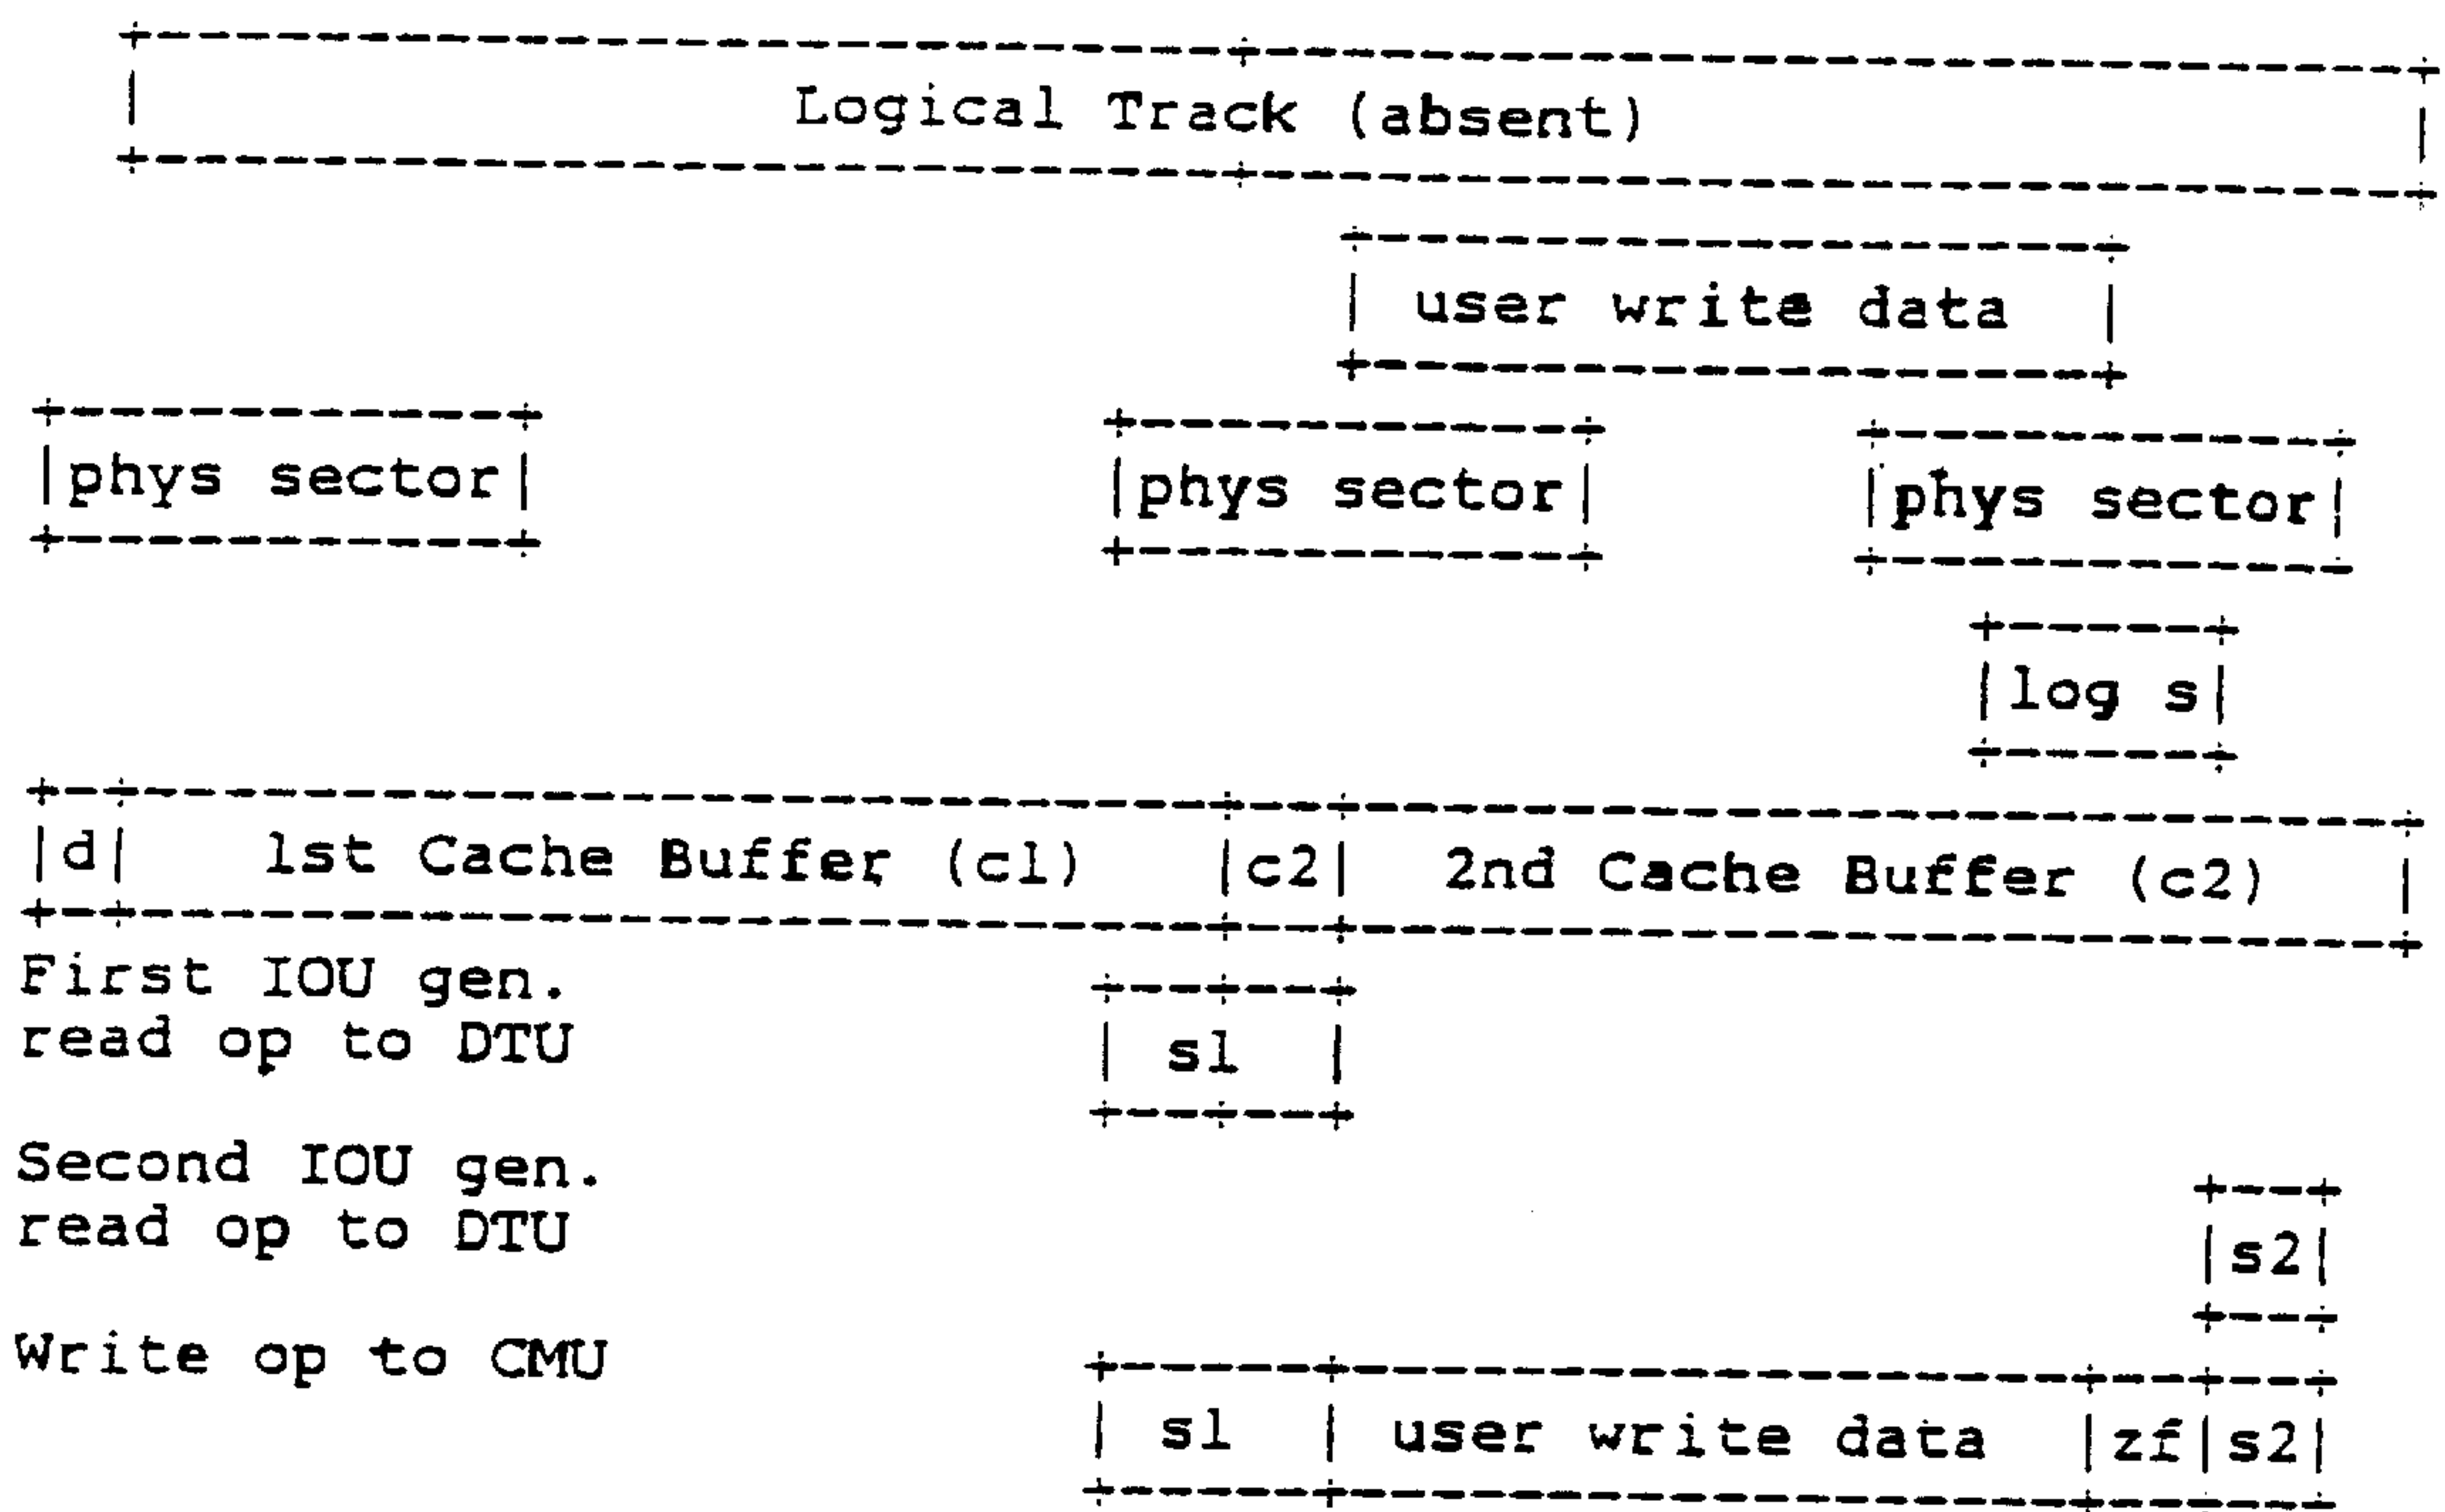 Logical Track (absent)
user write data
phys sector phys sector phys sector
log s
d 1st Cache Buffer (c1) c2 2nd Cache Buffer (c2)
First IOU gen.
read op to DTU
s1
Second IOU gen.
read op to DTU
s2
Write op to CMU
s1 user write data zf s2